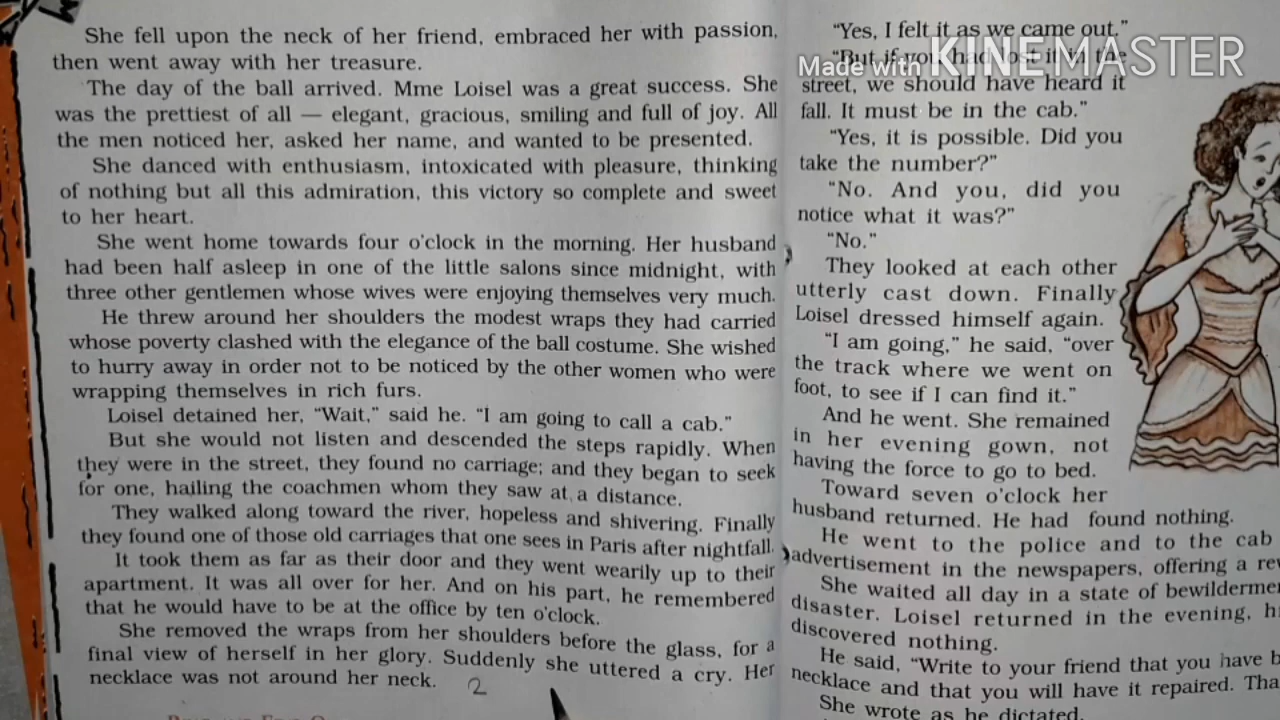 She fell upon the neck of her friend, embraced her with passion,
then went away with her treasure.
The day of the ball arrived. Mme Loisel was a great success. She
was the prettiest of all — elegant, gracious, smiling and full of joy. All
the men noticed her, asked her name, and wanted to be presented.
She danced with enthusiasm, intoxicated with pleasure, thinking
of nothing but all this admiration, this victory so complete and sweet
to her heart.
She went home towards four o'clock in the morning. Her husband
had been half asleep in one of the little salons since midnight, with
three other gentlemen whose wives were enjoying themselves very much.
He threw around her shoulders the modest wraps they had carried
whose poverty clashed with the elegance of the ball costume. She wished
to hurry away in order not to be noticed by the other women who were
wrapping themselves in rich furs.
Loisel detained her, “Wait,” said he. “I am going to call a cab.”
But she would not listen and descended the steps rapidly. When
they were in the street, they found no carriage; and they began to seek
for one, hailing the coachmen whom they saw at a distance.
They walked along toward the river, hopeless and shivering. Finally
they found one of those old carriages that one sees in Paris after nightfall.
It took them as far as their door and they went wearily up to their
apartment. It was all over for her. And on his part, he remembered
that he would have to be at the office by ten o'clock.
She removed the wraps from her shoulders before the glass, for a
final view of herself in her glory. Suddenly she uttered a cry. Her
necklace was not around her neck.
2
“Yes, I felt it as we came out.”
“But if you had lost it in the
Made with KINEMASTER
street, we should have heard it
fall. It must be in the cab.”
“Yes, it is possible. Did you
take the number?”
“No. And you, did you
notice what it was?”
“No.”
They looked at each other
utterly cast down. Finally
Loisel dressed himself again.
“I am going,” he said, “over
the track where we went on
foot, to see if I can find it.”
And he went. She remained
in her evening gown, not
having the force to go to bed.
Toward seven o'clock her
husband returned. He had found nothing.
He went to the police and to the cab
advertisement in the newspapers, offering a
She waited all day in a state of
disaster. Loisel returned in the evening,
discovered nothing.
He said, “Write to your friend that you have
necklace and that you will have it repaired.
She wrote as he dictated.